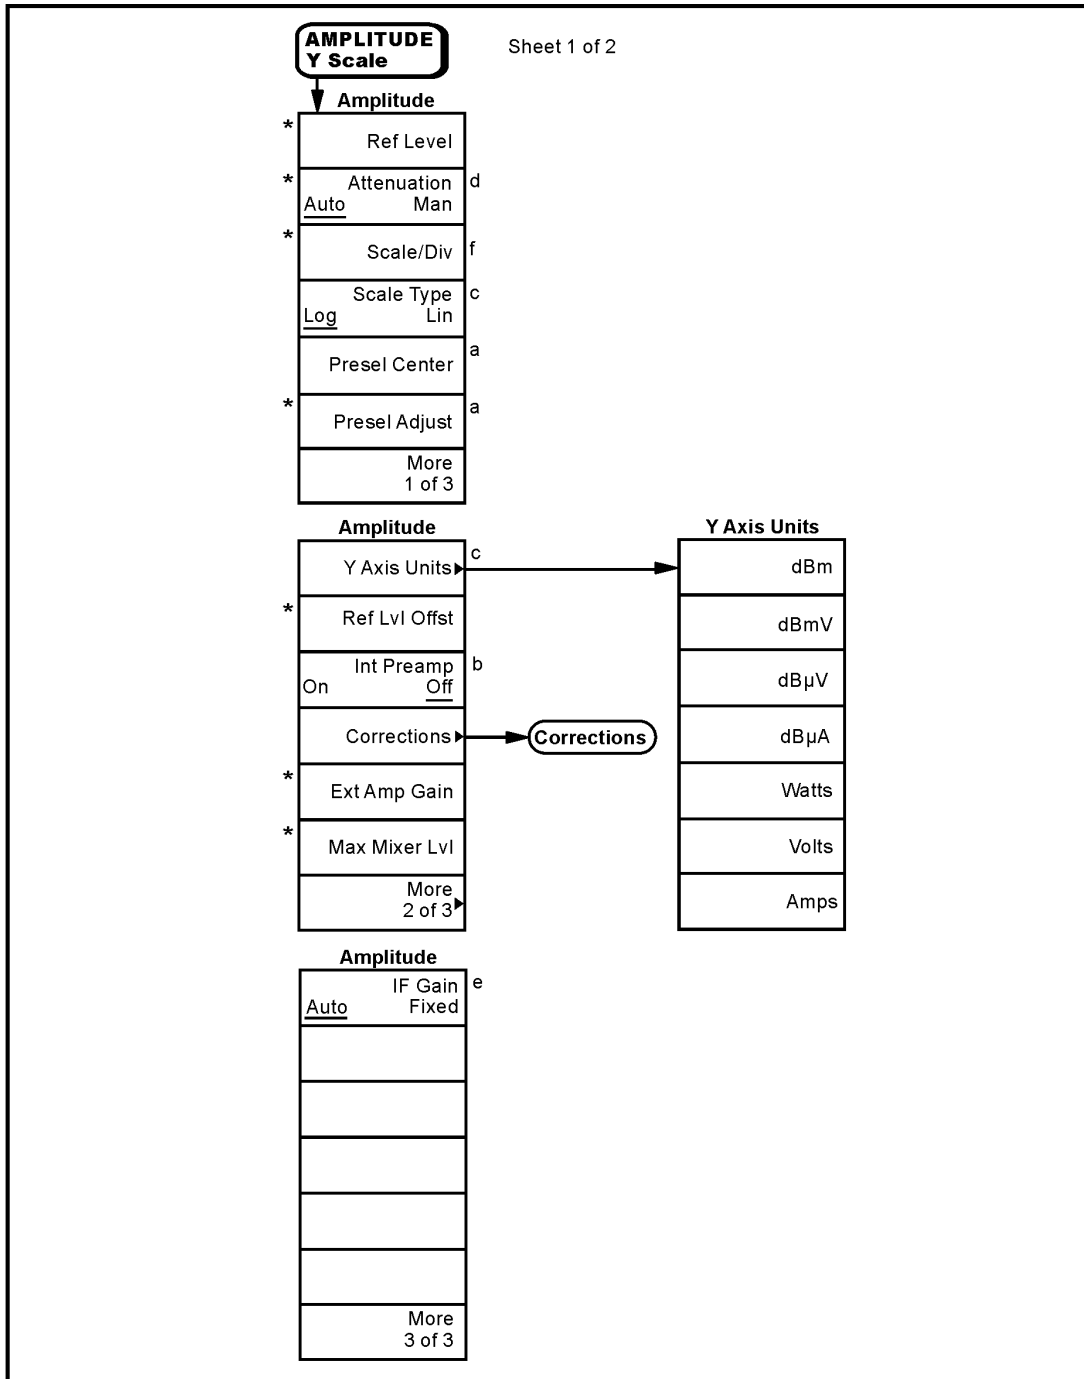 AMPLITUDE
Y Scale
Sheet 1 of 2
Amplitude
*
Ref Level
*
Attenuation
d
Auto Man
*
Scale/Div
f
Scale Type
c
Log Lin
Presel Center
a
*
Presel Adjust
a
More
1 of 3
Amplitude
Y Axis Units
c
*
Ref Lvl Offst
Int Preamp
b
On Off
Corrections
Corrections
*
Ext Amp Gain
*
Max Mixer Lvl
More
2 of 3
Y Axis Units
dBm
dBmV
dBµV
dBµA
Watts
Volts
Amps
Amplitude
IF Gain
e
Auto Fixed
More
3 of 3